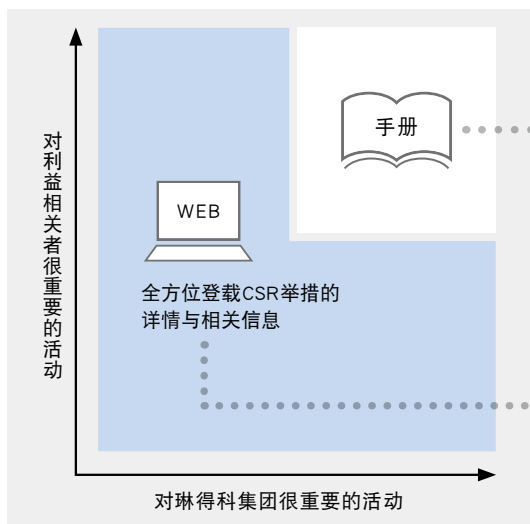 对利益相关者很重要的活动
手册
WEB
全方位登载CSR举措的
详情与相关信息
对琳得科集团很重要的活动